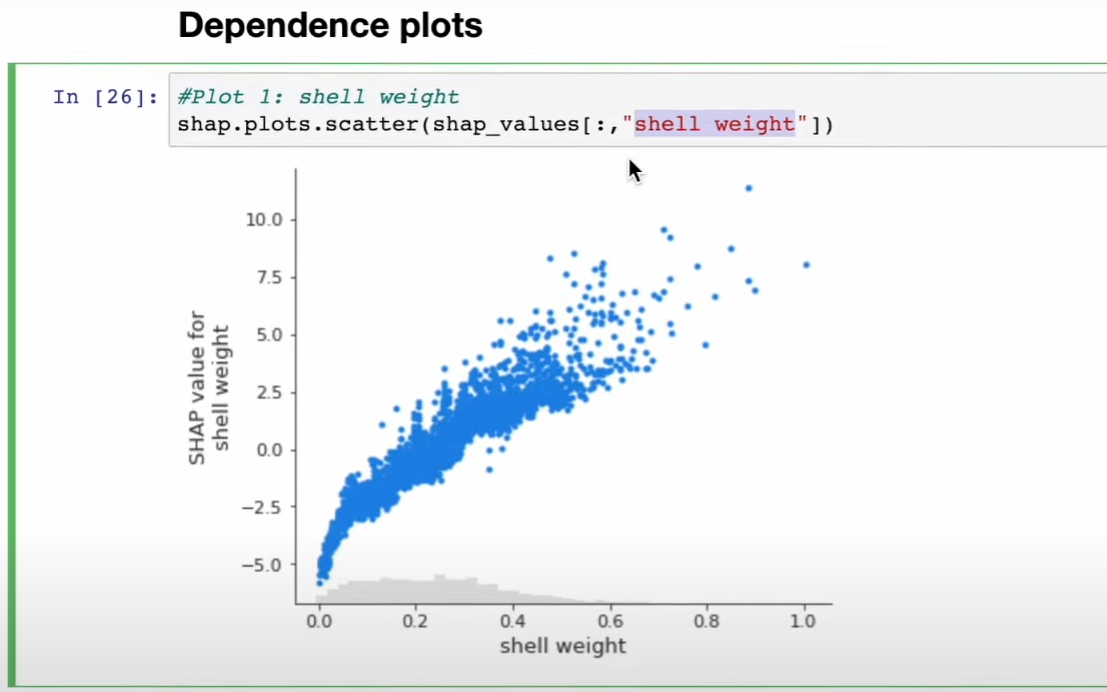 Dependence plots
In [26]:
#Plot 1: shell weight
shap.plots.scatter(shap_values[:,"shell weight"])
10.0
7.5
5.0
2.5
0.0
−2.5
−5.0
SHAP value for
shell weight
0.0 0.2 0.4 0.6 0.8 1.0
shell weight